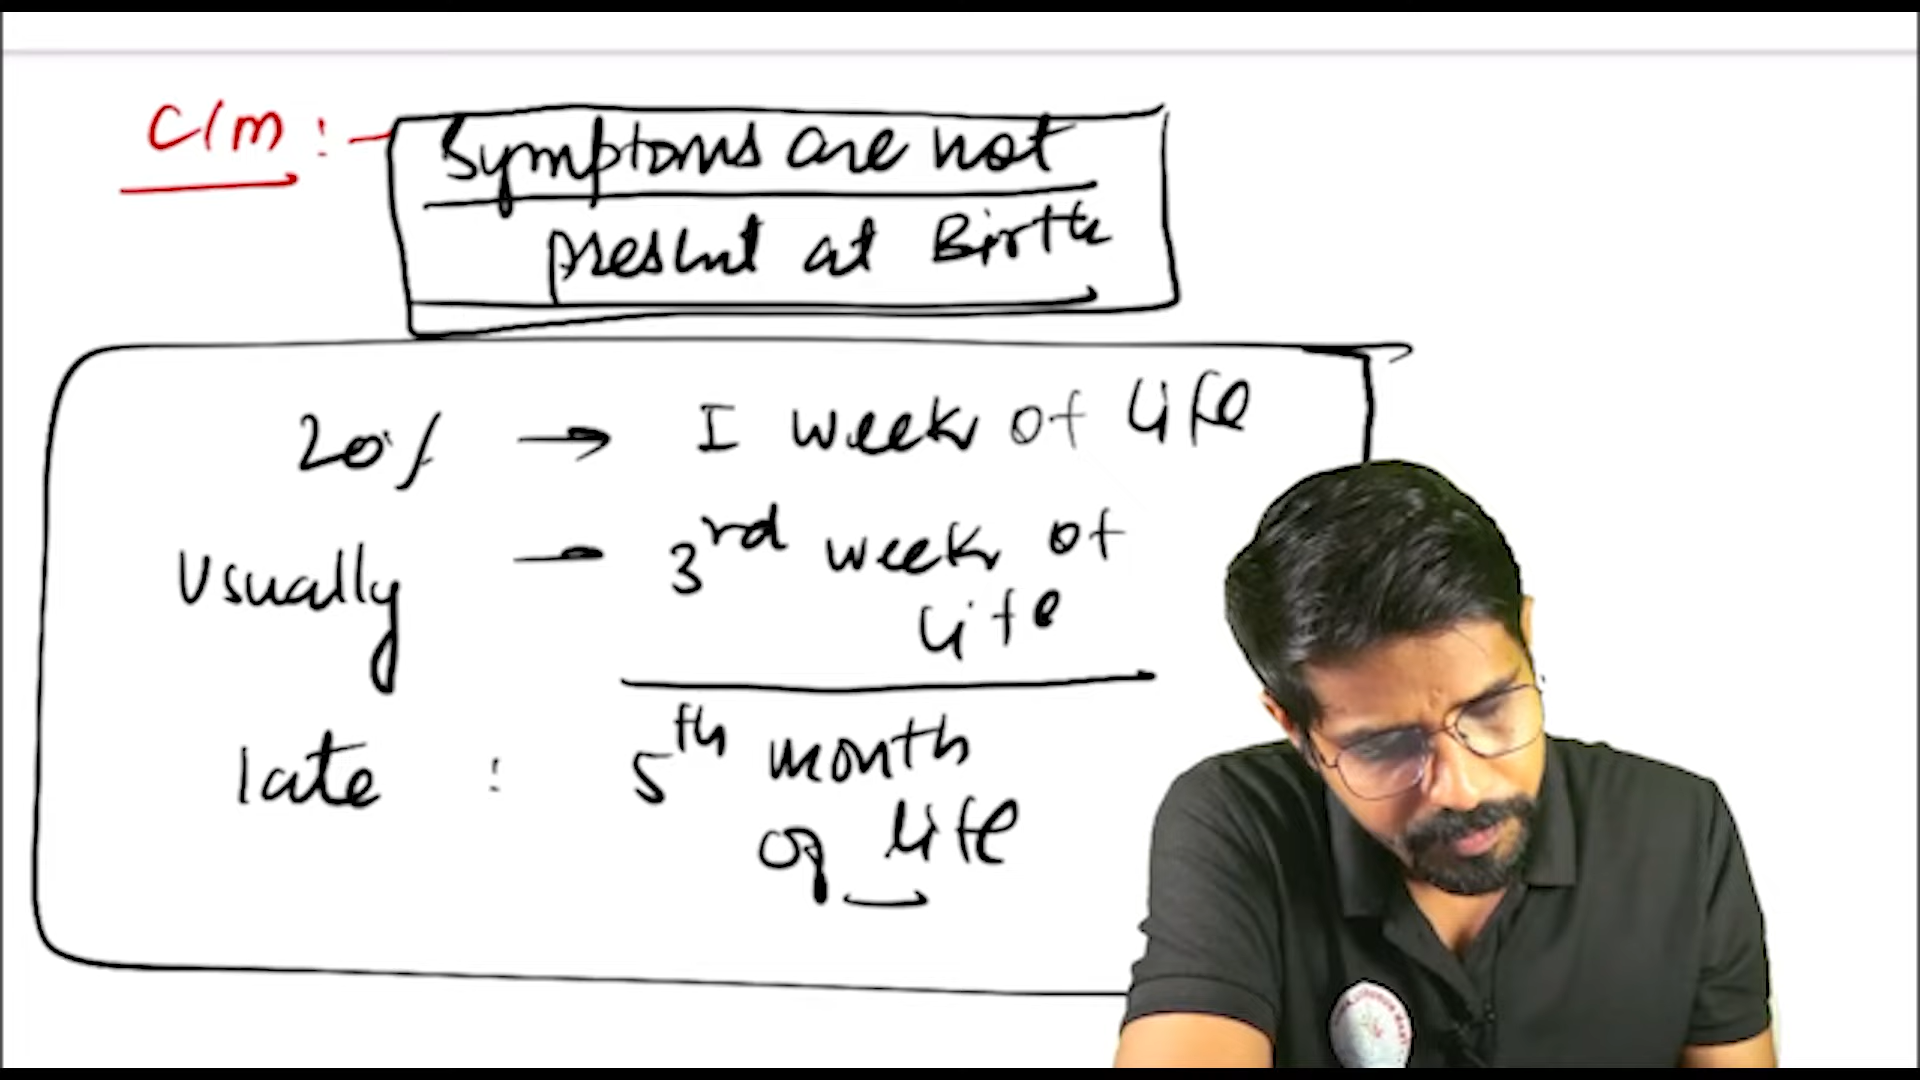 C/m :-
Symptoms are not
present at Birth
20% → I week of life
Usually → 3rd week of
life
late : 5th month
of life